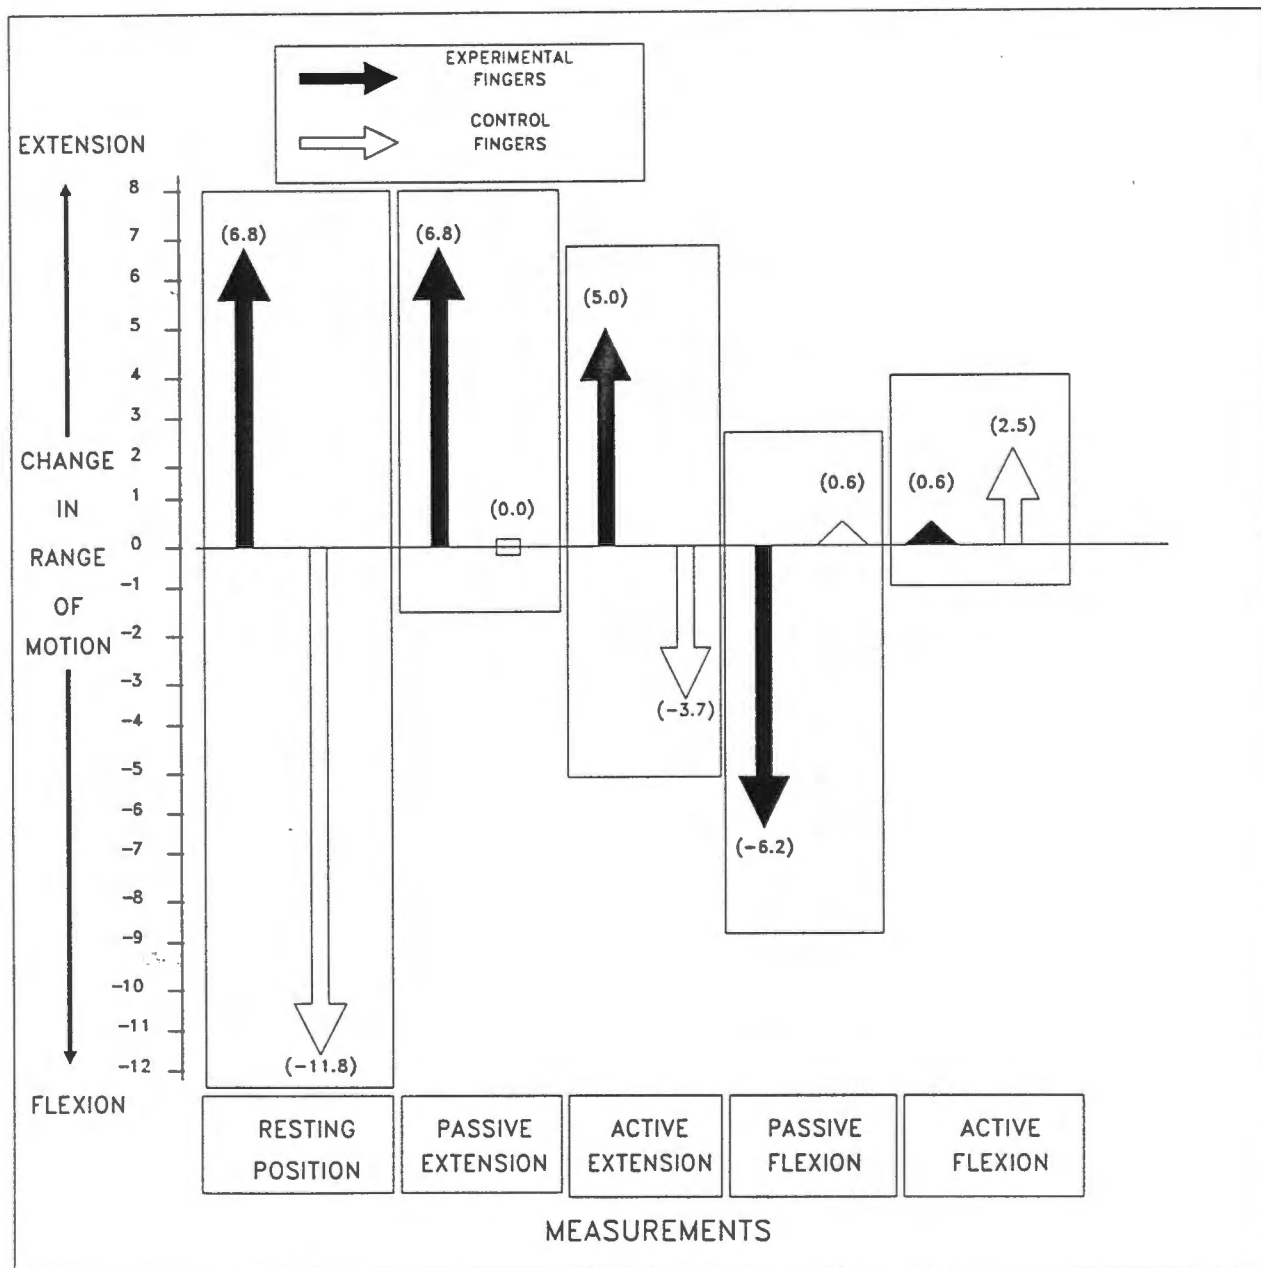 EXPERIMENTAL
FINGERS
CONTROL
FINGERS
EXTENSION
8
7
6
5
4
3
2
1
0
-1
-2
-3
-4
-5
-6
-7
-8
-9
-10
-11
-12
CHANGE
IN
RANGE
OF
MOTION
FLEXION
(6.8)
(-11.8)
(6.8)
(0.0)
(5.0)
(-3.7)
(-6.2)
(0.6)
(0.6)
(2.5)
RESTING
POSITION
PASSIVE
EXTENSION
ACTIVE
EXTENSION
PASSIVE
FLEXION
ACTIVE
FLEXION
MEASUREMENTS